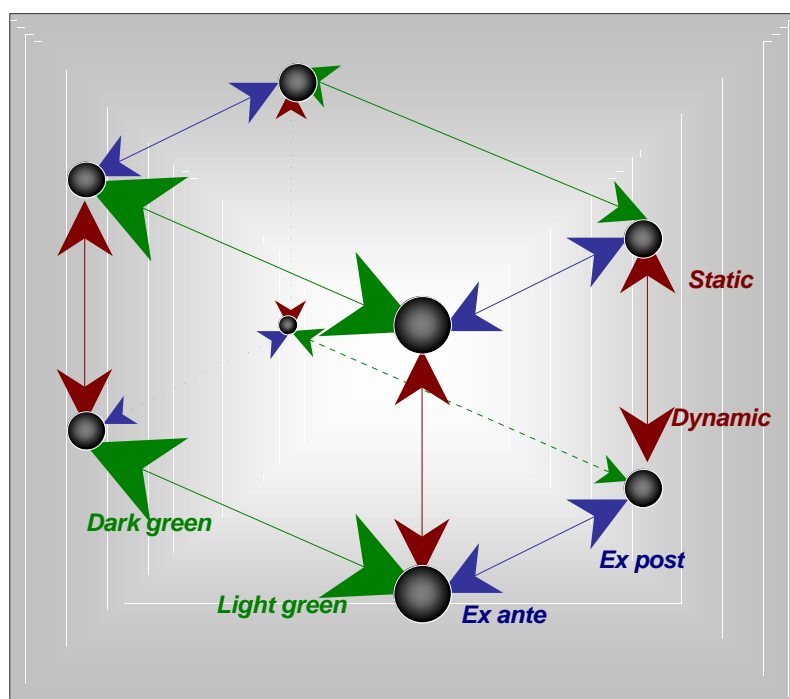 Static
Dynamic
Dark green
Ex post
Light green
Ex ante